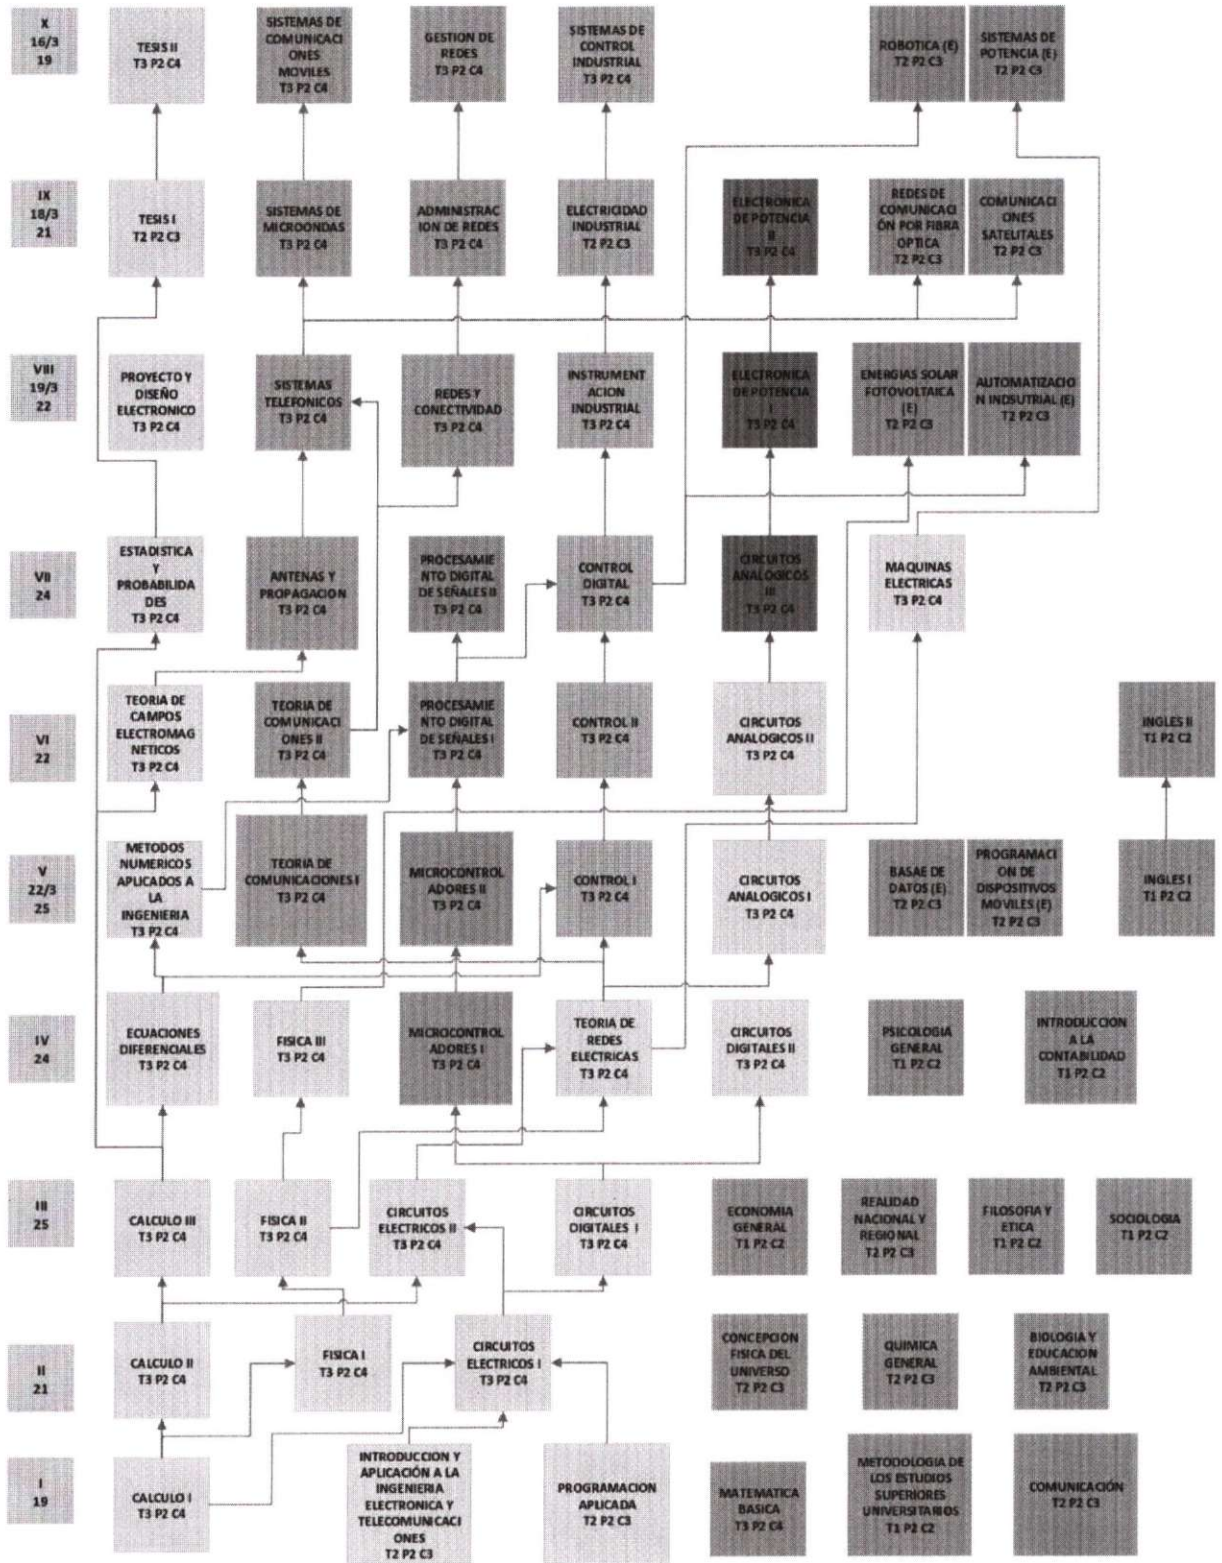 X
16/3
19
TESIS II
T3 P2 C4
SISTEMAS DE
COMUNICACI
ONES
MOVILES
T3 P2 C4
GESTION DE
REDES
T3 P2 C4
SISTEMAS DE
CONTROL
INDUSTRIAL
T3 P2 C4
ROBOTICA (E)
T2 P2 C3
SISTEMAS DE
POTENCIA (E)
T2 P2 C3
IX
18/3
21
TESIS I
T2 P2 C3
SISTEMAS DE
MICROONDAS
T3 P2 C4
ADMINISTRAC
ION DE REDES
T3 P2 C4
ELECTRICIDAD
INDUSTRIAL
T2 P2 C3
ELECTRONICA
DE POTENCIA
II
T3 P2 C4
REDES DE
COMUNICACI
ÓN POR FIBRA
OPTICA
T2 P2 C3
COMUNICACI
ONES
SATELITALES
T2 P2 C3
VIII
19/3
22
PROYECTO Y
DISEÑO
ELECTRONICO
T3 P2 C4
SISTEMAS
TELEFONICOS
T3 P2 C4
REDES Y
CONECTIVIDAD
T3 P2 C4
INSTRUMENT
ACION
INDUSTRIAL
T3 P2 C4
ELECTRONICA
DE POTENCIA
I
T3 P2 C4
ENERGIAS SOLAR
FOTOVOLTAICA
(E)
T2 P2 C3
AUTOMATIZACIO
N INDSUTRIAL (E)
T2 P2 C3
VII
24
ESTADISTICA
Y
PROBABILIDA
DES
T3 P2 C4
ANTENAS Y
PROPAGACION
T3 P2 C4
PROCESAMIE
NTO DIGITAL
DE SEÑALES II
T3 P2 C4
CONTROL
DIGITAL
T3 P2 C4
CIRCUITOS
ANALOGICOS
III
T3 P2 C4
MAQUINAS
ELECTRICAS
T3 P2 C4
VI
22
TEORIA DE
CAMPOS
ELECTROMAG
NETICOS
T3 P2 C4
TEORIA DE
COMUNICACI
ONES II
T3 P2 C4
PROCESAMIE
NTO DIGITAL
DE SEÑALES I
T3 P2 C4
CONTROL II
T3 P2 C4
CIRCUITOS
ANALOGICOS II
T3 P2 C4
INGLES II
T1 P2 C2
V
22/3
25
METODOS
NUMERICOS
APLICADOS A
LA
INGENIERIA
T3 P2 C4
TEORIA DE
COMUNICACIONES I
T3 P2 C4
MICROCONTROL
ADORES II
T3 P2 C4
CONTROL I
T3 P2 C4
CIRCUITOS
ANALOGICOS I
T3 P2 C4
BASAE DE
DATOS (E)
T2 P2 C3
PROGRAMACI
ON DE
DISPOSITIVOS
MOVILES (E)
T2 P2 C3
INGLES I
T1 P2 C2
IV
24
ECUACIONES
DIFERENCIALES
T3 P2 C4
FISICA III
T3 P2 C4
MICROCONTROL
ADORES I
T3 P2 C4
TEORIA DE
REDES
ELECTRICAS
T3 P2 C4
CIRCUITOS
DIGITALES II
T3 P2 C4
PSICOLOGIA
GENERAL
T1 P2 C2
INTRODUCCION
A LA
CONTABILIDAD
T1 P2 C2
III
25
CALCULO III
T3 P2 C4
FISICA II
T3 P2 C4
CIRCUITOS
ELECTRICOS II
T3 P2 C4
CIRCUITOS
DIGITALES I
T3 P2 C4
ECONOMIA
GENERAL
T1 P2 C2
REALIDAD
NACIONAL Y
REGIONAL
T2 P2 C3
FILOSOFIA Y
ETICA
T1 P2 C2
SOCIOLOGIA
T1 P2 C2
II
21
CALCULO II
T3 P2 C4
FISICA I
T3 P2 C4
CIRCUITOS
ELECTRICOS I
T3 P2 C4
CONCEPCION
FISICA DEL
UNIVERSO
T2 P2 C3
QUIMICA
GENERAL
T2 P2 C3
BIOLOGIA Y
EDUCACION
AMBIENTAL
T2 P2 C3
I
19
CALCULO I
T3 P2 C4
INTRODUCCION Y
APLICACIÓN A LA
INGENIERIA
ELECTRONICA Y
TELECOMUNICACI
ONES
T2 P2 C3
PROGRAMACION
APLICADA
T2 P2 C3
MATEMATICA
BASICA
T3 P2 C4
METODOLOGIA DE
LOS ESTUDIOS
SUPERIORES
UNIVERSITARIOS
T1 P2 C2
COMUNICACIÓN
T2 P2 C3